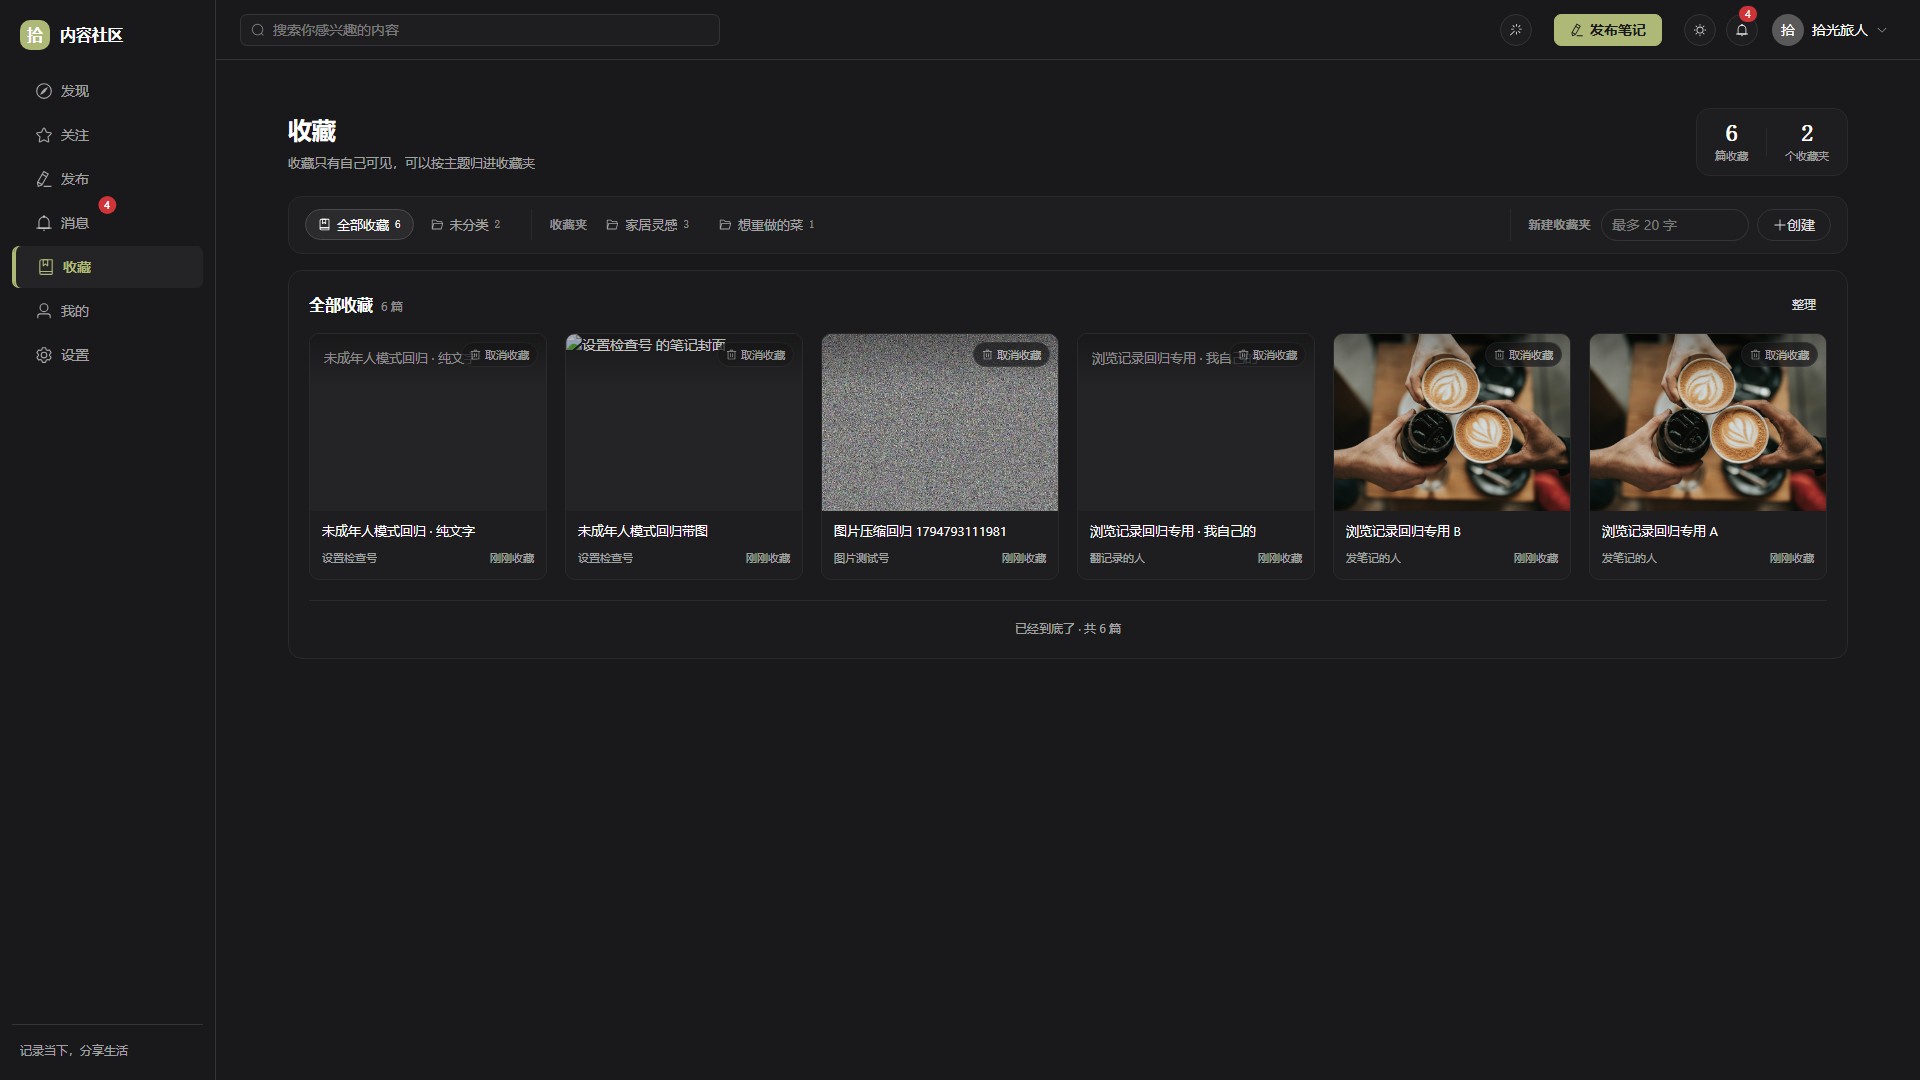 拾 内容社区
搜索你感兴趣的内容
发布笔记
4
拾 拾光旅人
发现
关注
发布
消息 4
收藏
我的
设置
记录当下，分享生活
收藏
收藏只有自己可见，可以按主题归进收藏夹
6 2
篇收藏 个收藏夹
全部收藏 6 未分类 2 收藏夹 家居灵感 3 想重做的菜 1 新建收藏夹 最多 20 字 创建
全部收藏 6 篇 整理
未成年人模式回归 · 纯文 取消收藏
未成年人模式回归 · 纯文字
设置检查号 刚刚收藏
设置检查号 的笔记封面 取消收藏
未成年人模式回归带图
设置检查号 刚刚收藏
取消收藏
图片压缩回归 1794793111981
图片测试号 刚刚收藏
浏览记录回归专用 · 我自 取消收藏
浏览记录回归专用 · 我自己的
翻记录的人 刚刚收藏
取消收藏
浏览记录回归专用 B
发笔记的人 刚刚收藏
取消收藏
浏览记录回归专用 A
发笔记的人 刚刚收藏
已经到底了 · 共 6 篇